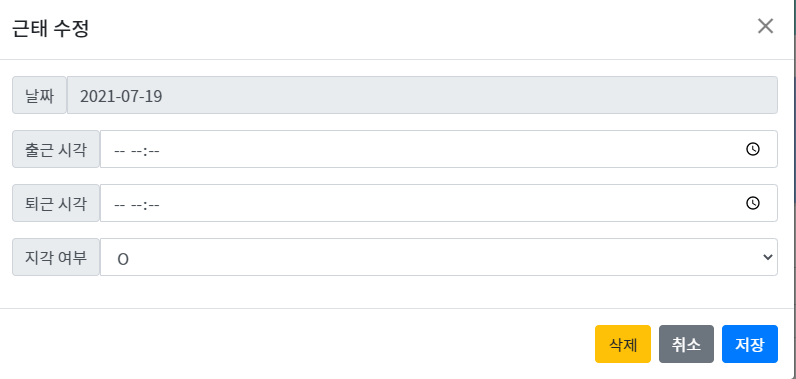 근태 수정
날짜 2021-07-19
출근 시각 -- --:--
퇴근 시각 -- --:--
지각 여부 O
삭제 취소 저장